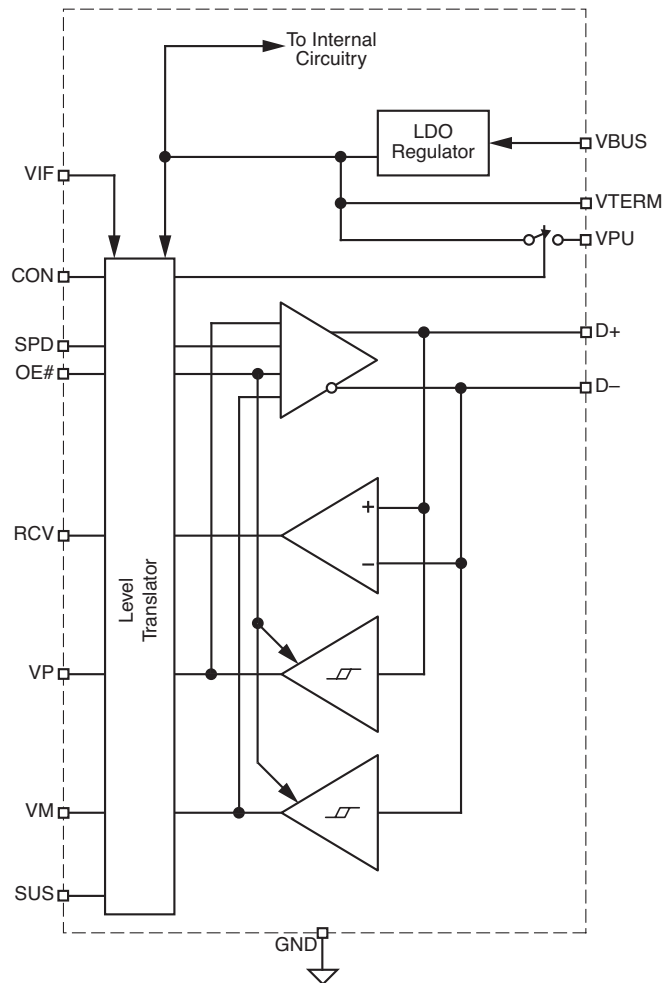 To Internal
Circuitry
LDO
Regulator
VBUS
VIF
VTERM
VPU
CON
SPD
D+
OE#
D–
+
RCV
–
Level
Translator
VP
VM
SUS
GND